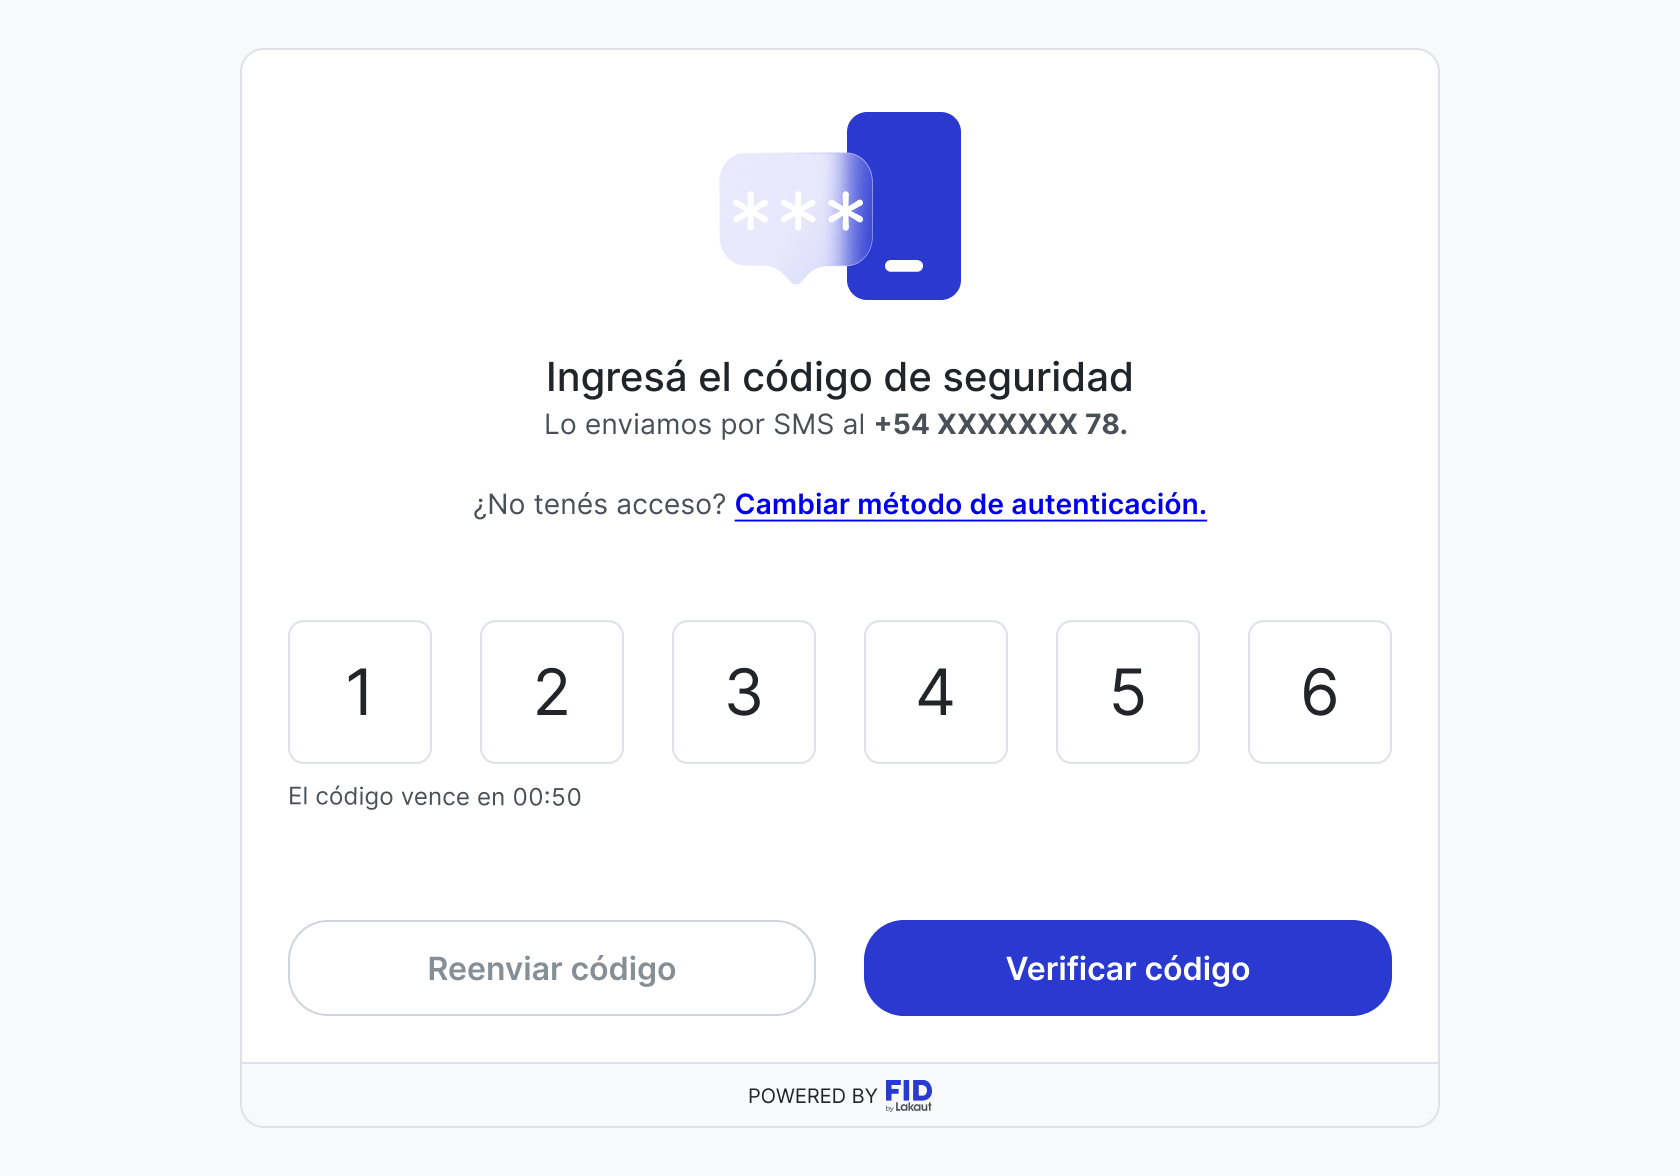 ***
Ingresá el código de seguridad
Lo enviamos por SMS al +54 XXXXXXX 78.
¿No tenés acceso? Cambiar método de autenticación.
1 2 3 4 5 6
El código vence en 00:50
Reenviar código
Verificar código
POWERED BY FID
by Lakaut